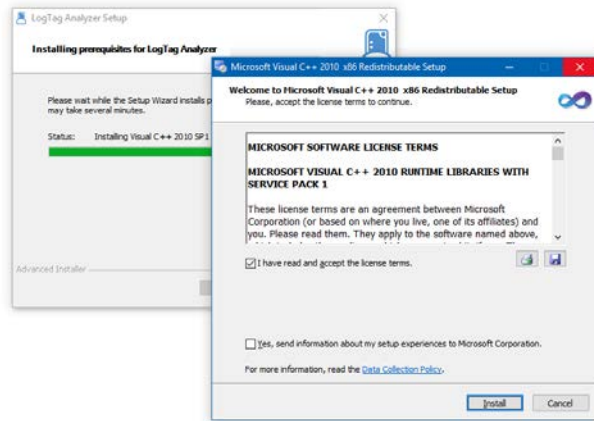 LogTag Analyzer Setup
Installing prerequisites for LogTag Analyzer
Please wait while the Setup Wizard installs p
may take several minutes.
Status: Installing Visual C++ 2010 SP1
Advanced Installer
Microsoft Visual C++ 2010 x86 Redistributable Setup
Welcome to Microsoft Visual C++ 2010 x86 Redistributable Setup
Please, accept the license terms to continue.
MICROSOFT SOFTWARE LICENSE TERMS
MICROSOFT VISUAL C++ 2010 RUNTIME LIBRARIES WITH
SERVICE PACK 1
These license terms are an agreement between Microsoft
Corporation (or based on where you live, one of its affiliates) and
you. Please read them. They apply to the software named above,
I have read and accept the license terms.
Yes, send information about my setup experiences to Microsoft Corporation.
For more information, read the Data Collection Policy.
Install Cancel